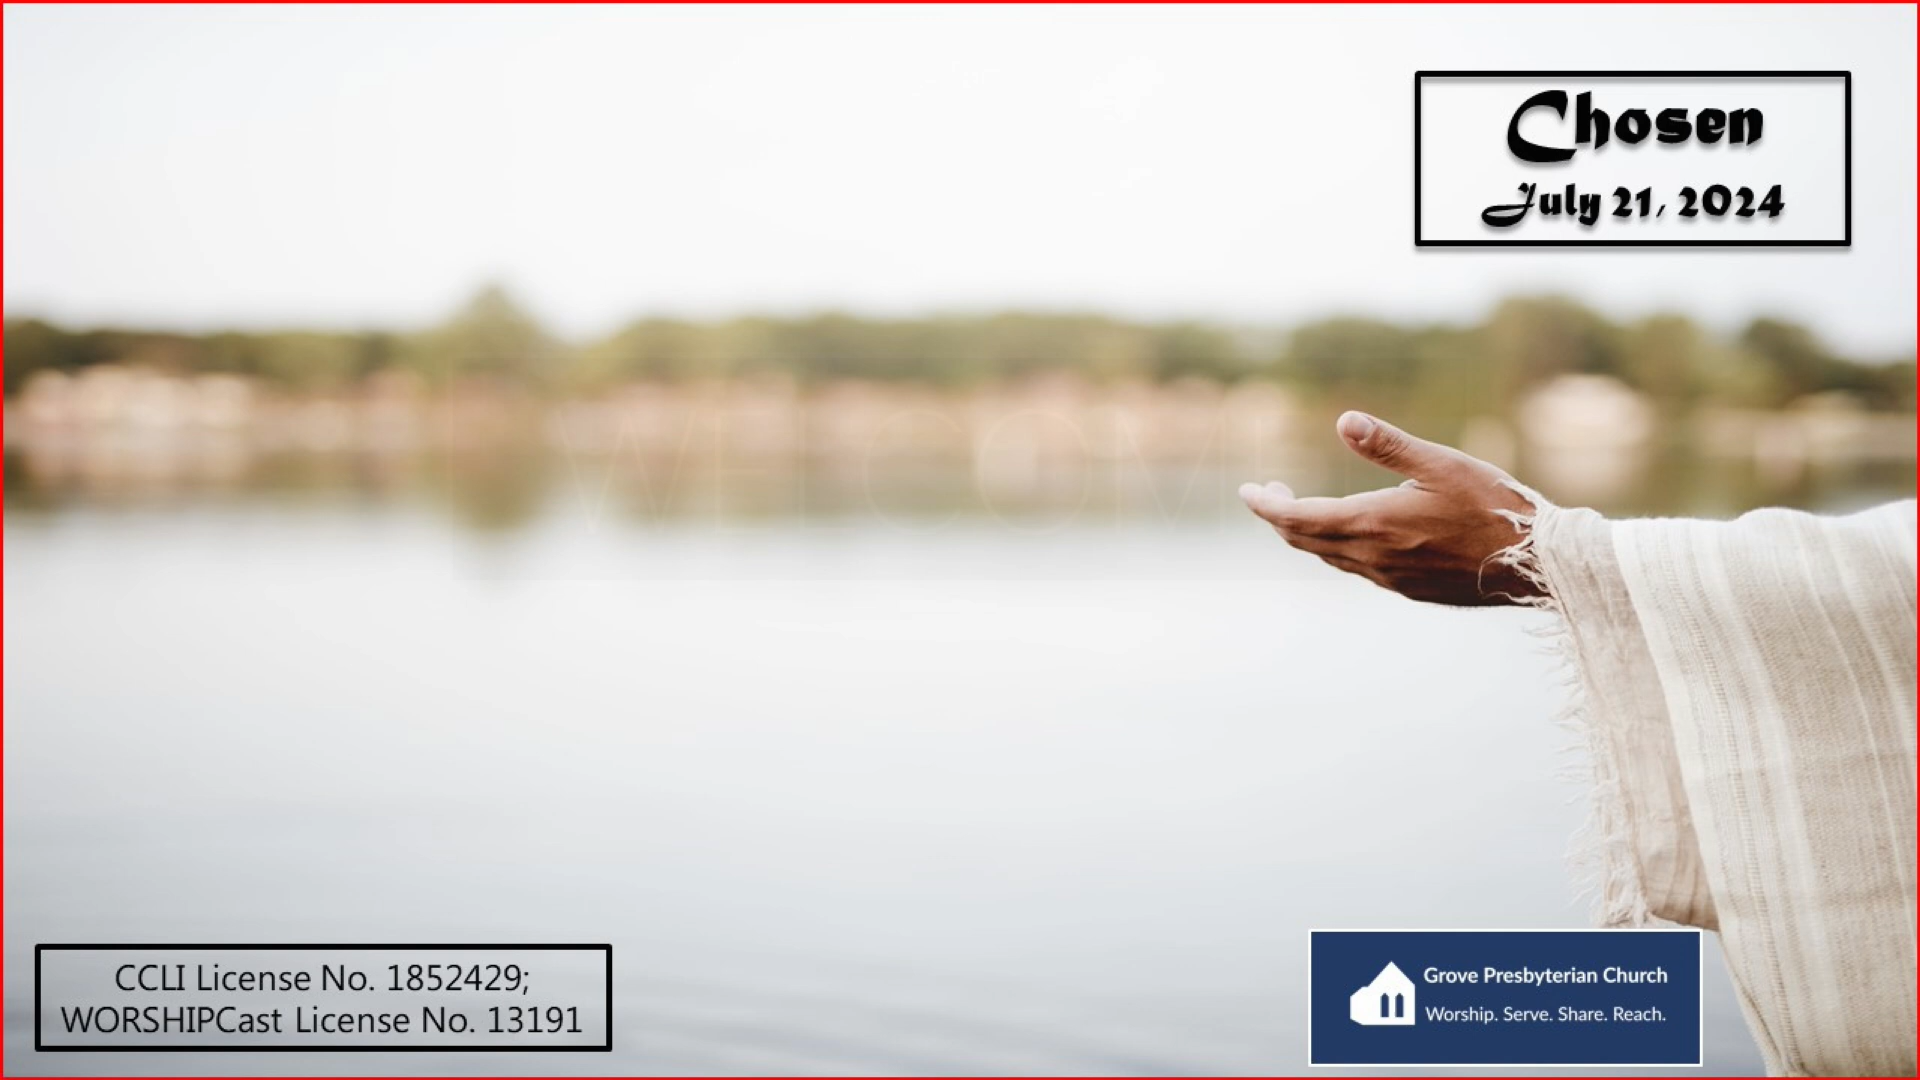 Chosen
July 21, 2024
WELCOME
CCLI License No. 1852429;
WORSHIPCast License No. 13191
Grove Presbyterian Church
Worship. Serve. Share. Reach.